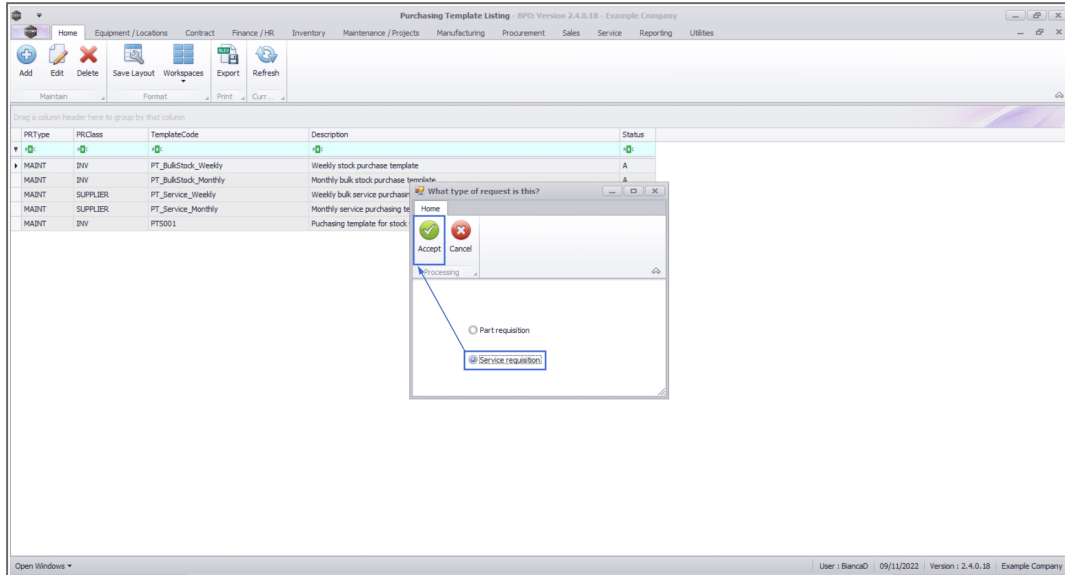 Purchasing Template Listing - BPO: Version 2.4.0.18 - Example Company
Home Equipment / Locations Contract Finance / HR Inventory Maintenance / Projects Manufacturing Procurement Sales Service Reporting Utilities
Add Edit Delete Save Layout Workspaces Export Refresh
Maintain Format Print Curr...
Drag a column header here to group by that column
PRType PRClass TemplateCode Description Status
MAINT INV PT_BulkStock_Weekly Weekly stock purchase template A
MAINT INV PT_BulkStock_Monthly Monthly bulk stock purchase template A
MAINT SUPPLIER PT_Service_Weekly Weekly bulk service purchasin
MAINT SUPPLIER PT_Service_Monthly Monthly service purchasing te
MAINT INV PTS001 Puchasing template for stock
What type of request is this?
Home
Accept Cancel
Processing
Part requisition
Service requisition
Open Windows User : BiancaD 09/11/2022 Version : 2.4.0.18 Example Company